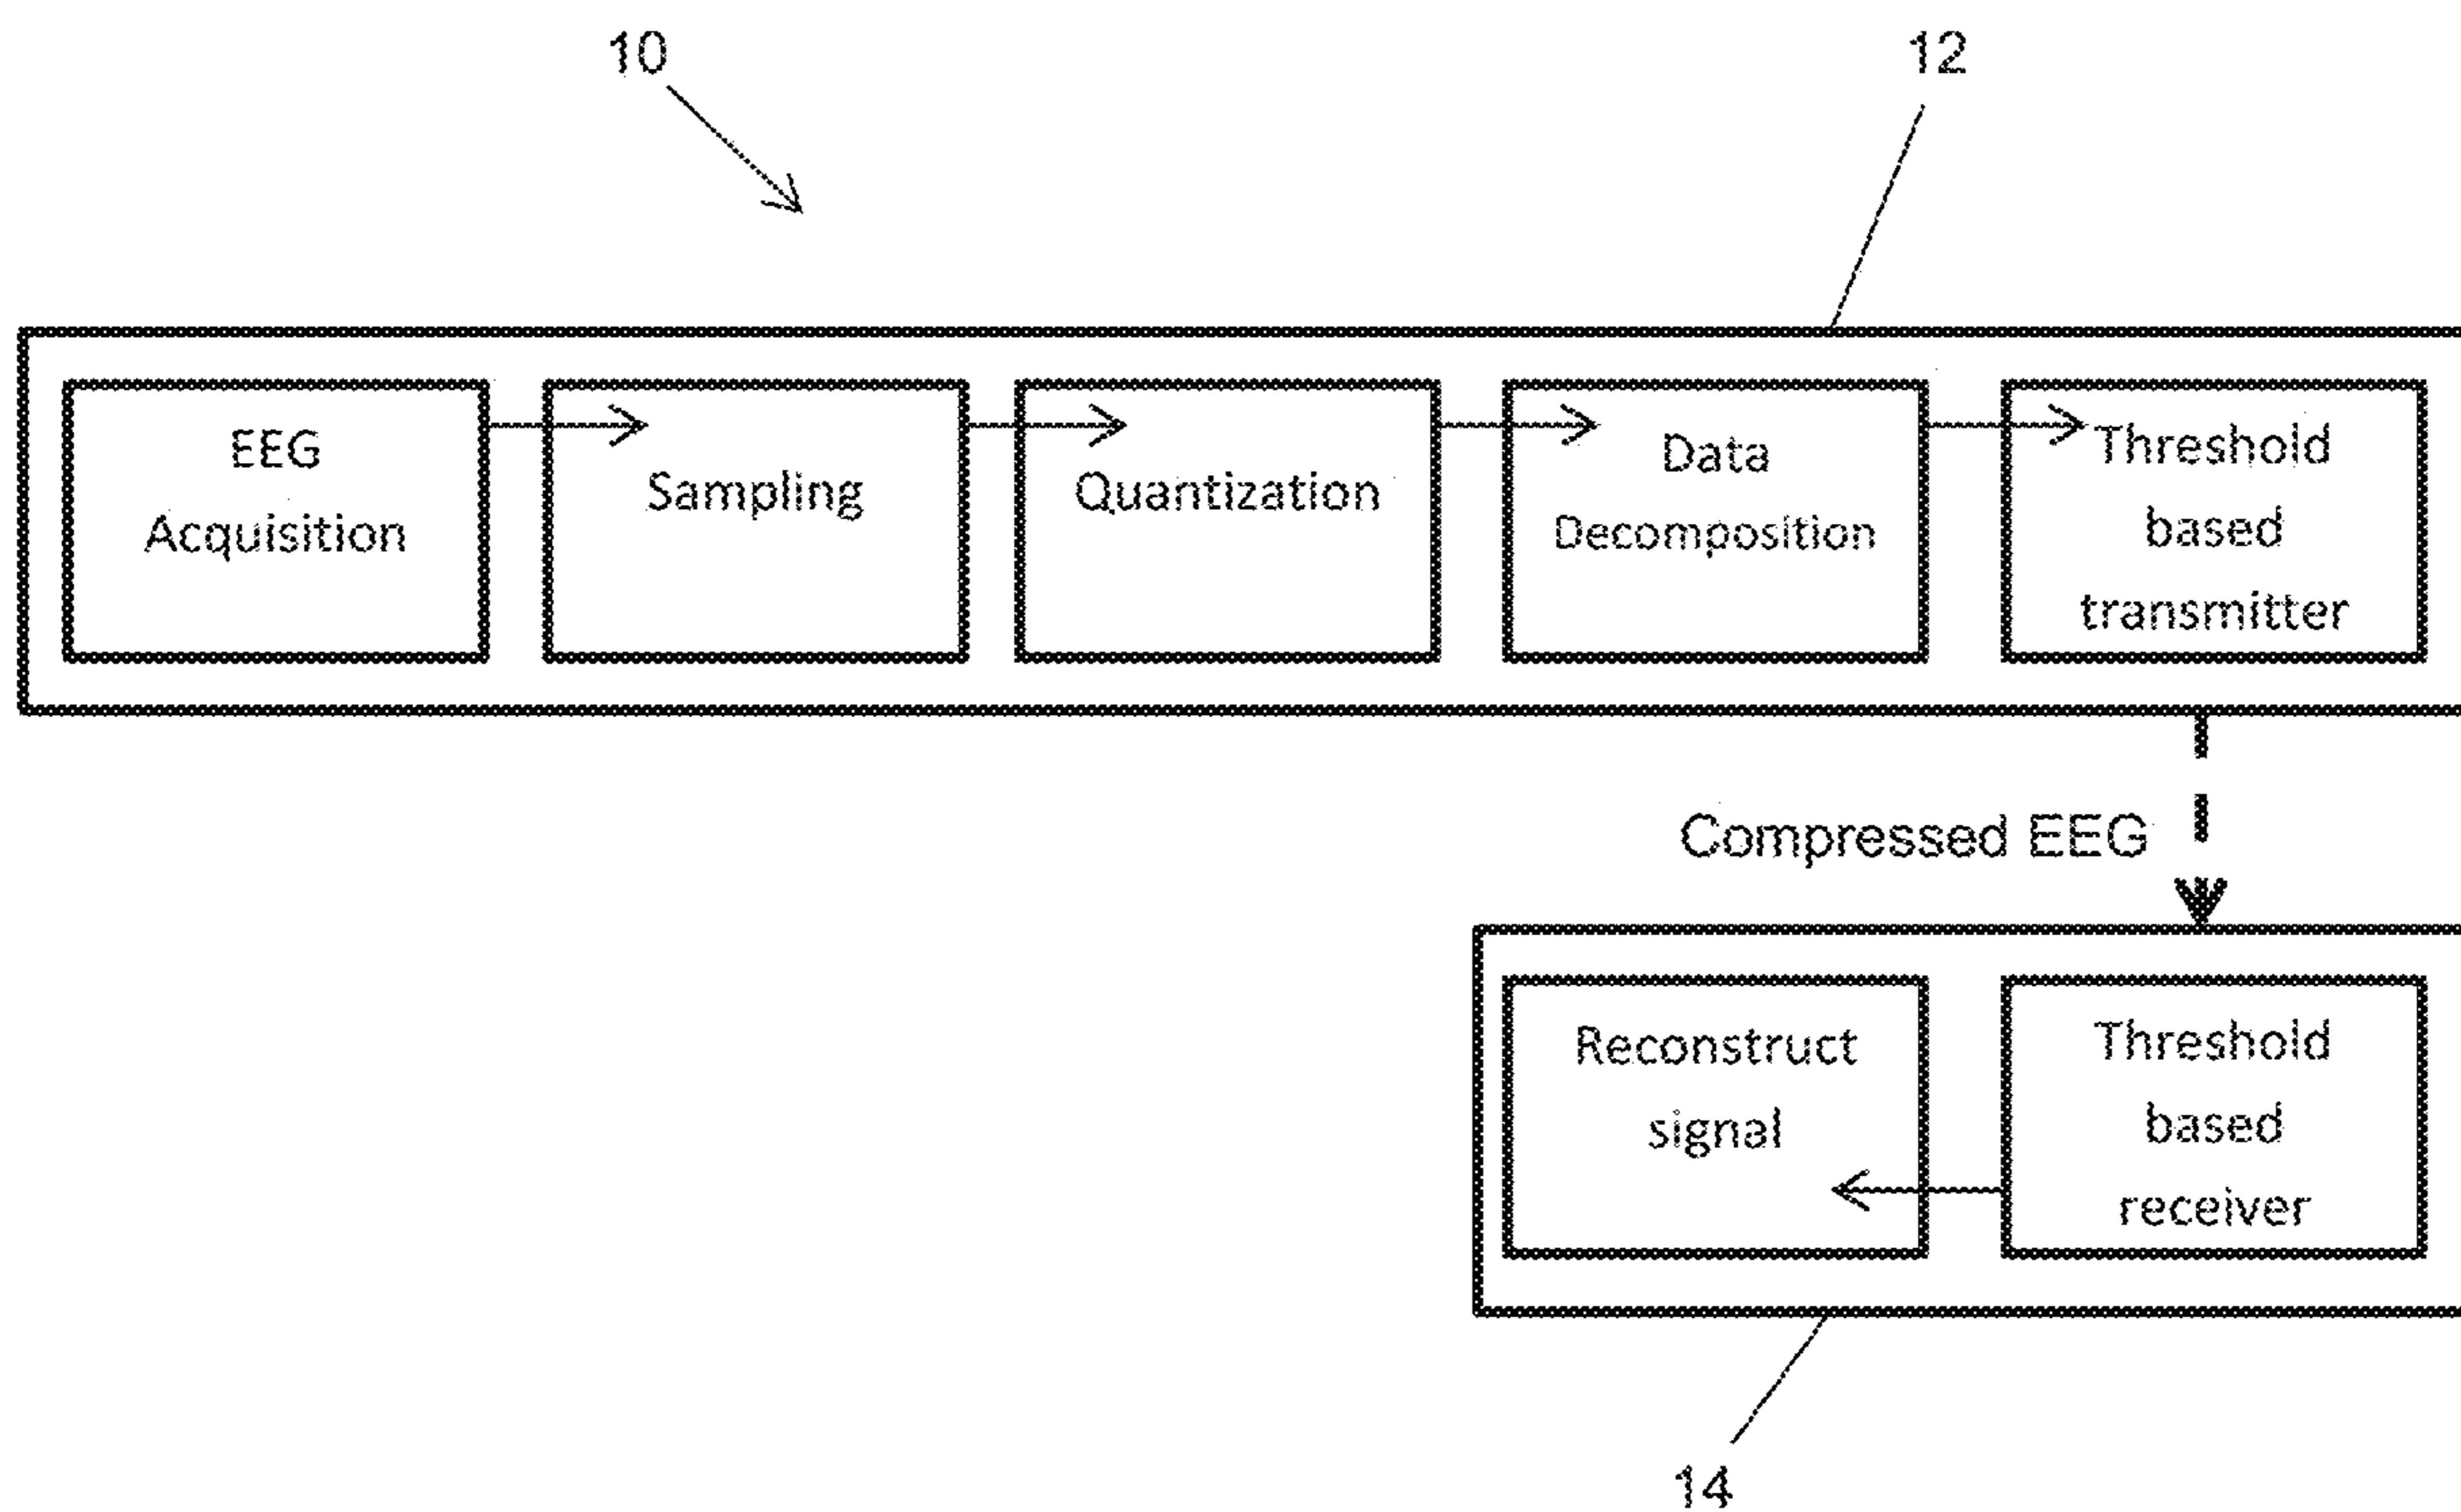 10
12
EEG
Acquisition
Sampling
Quantization
Data
Decomposition
Threshold
based
transmitter
Compressed EEG
Reconstruct
signal
Threshold
based
receiver
14